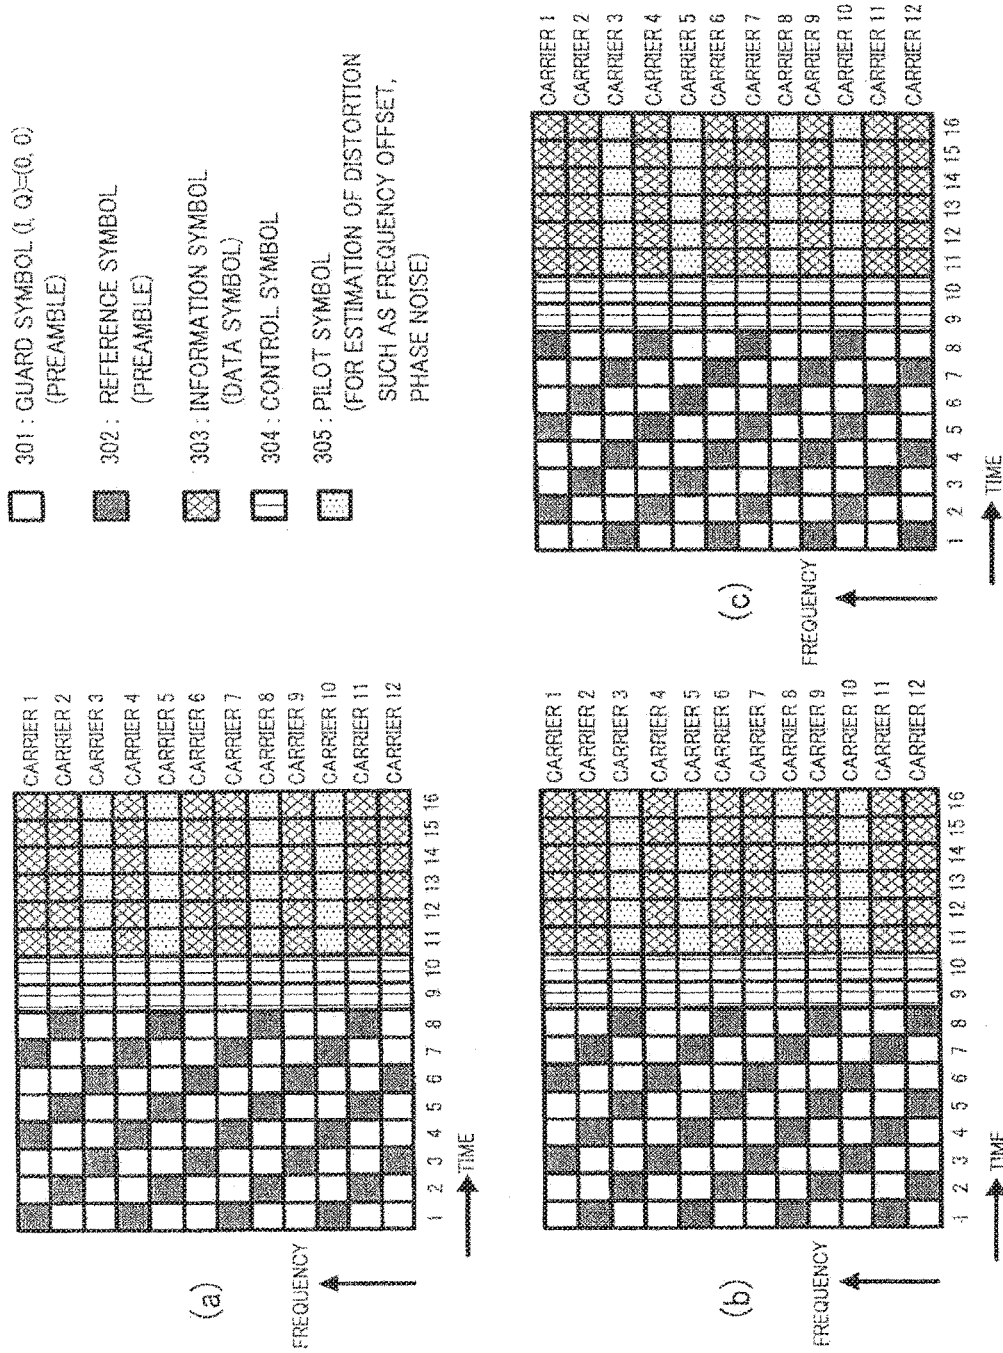 301 : GUARD SYMBOL (I, Q)=(0, 0)
(PREAMBLE)
302 : REFERENCE SYMBOL
(PREAMBLE)
303 : INFORMATION SYMBOL
(DATA SYMBOL)
304 : CONTROL SYMBOL
305 : PILOT SYMBOL
(FOR ESTIMATION OF DISTORTION
SUCH AS FREQUENCY OFFSET,
PHASE NOISE)
(a)
FREQUENCY
CARRIER 1
CARRIER 2
CARRIER 3
CARRIER 4
CARRIER 5
CARRIER 6
CARRIER 7
CARRIER 8
CARRIER 9
CARRIER 10
CARRIER 11
CARRIER 12
1 2 3 4 5 6 7 8 9 10 11 12 13 14 15 16
TIME
(b)
FREQUENCY
CARRIER 1
CARRIER 2
CARRIER 3
CARRIER 4
CARRIER 5
CARRIER 6
CARRIER 7
CARRIER 8
CARRIER 9
CARRIER 10
CARRIER 11
CARRIER 12
1 2 3 4 5 6 7 8 9 10 11 12 13 14 15 16
TIME
(c)
FREQUENCY
CARRIER 1
CARRIER 2
CARRIER 3
CARRIER 4
CARRIER 5
CARRIER 6
CARRIER 7
CARRIER 8
CARRIER 9
CARRIER 10
CARRIER 11
CARRIER 12
1 2 3 4 5 6 7 8 9 10 11 12 13 14 15 16
TIME